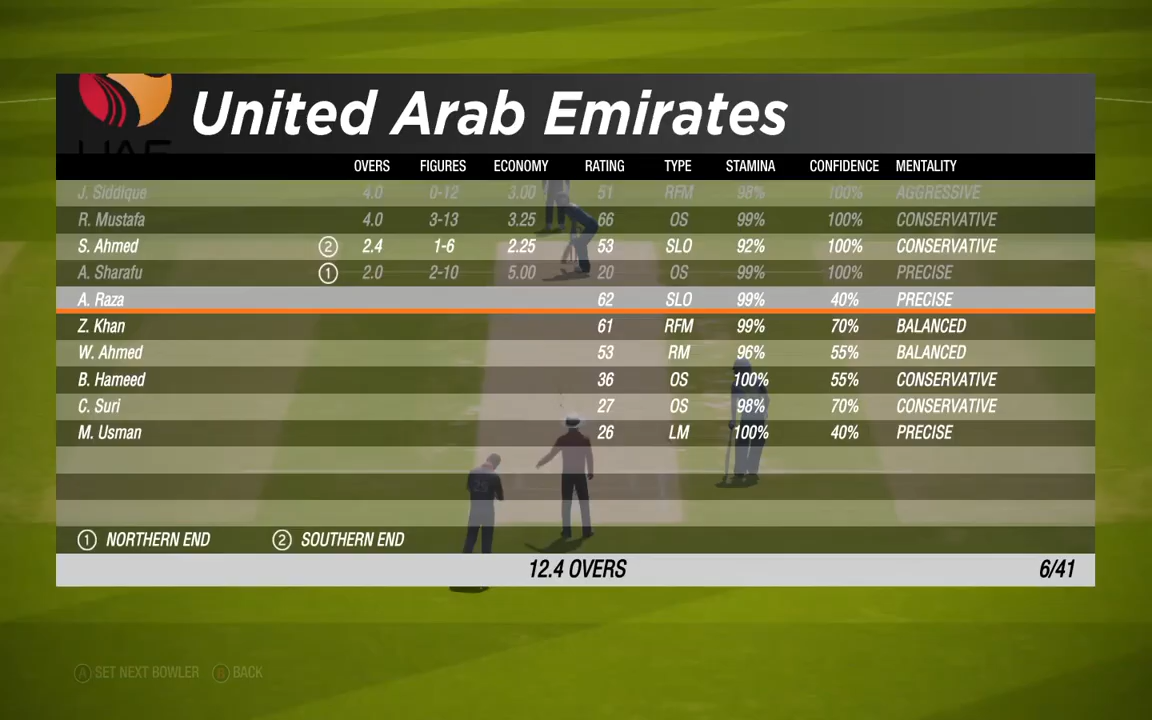 UAE
United Arab Emirates
OVERS FIGURES ECONOMY RATING TYPE STAMINA CONFIDENCE MENTALITY
J. Siddique 4.0 0-12 3.00 51 RFM 98% 100% AGGRESSIVE
R. Mustafa 4.0 3-13 3.25 66 OS 99% 100% CONSERVATIVE
S. Ahmed 2 2.4 1-6 2.25 53 SLO 92% 100% CONSERVATIVE
A. Sharafu 1 2.0 2-10 5.00 20 OS 99% 100% PRECISE
A. Raza 62 SLO 99% 40% PRECISE
Z. Khan 61 RFM 99% 70% BALANCED
W. Ahmed 53 RM 96% 55% BALANCED
B. Hameed 36 OS 100% 55% CONSERVATIVE
C. Suri 27 OS 98% 70% CONSERVATIVE
M. Usman 26 LM 100% 40% PRECISE
1 NORTHERN END 2 SOUTHERN END
12.4 OVERS 6/41
A SET NEXT BOWLER B BACK